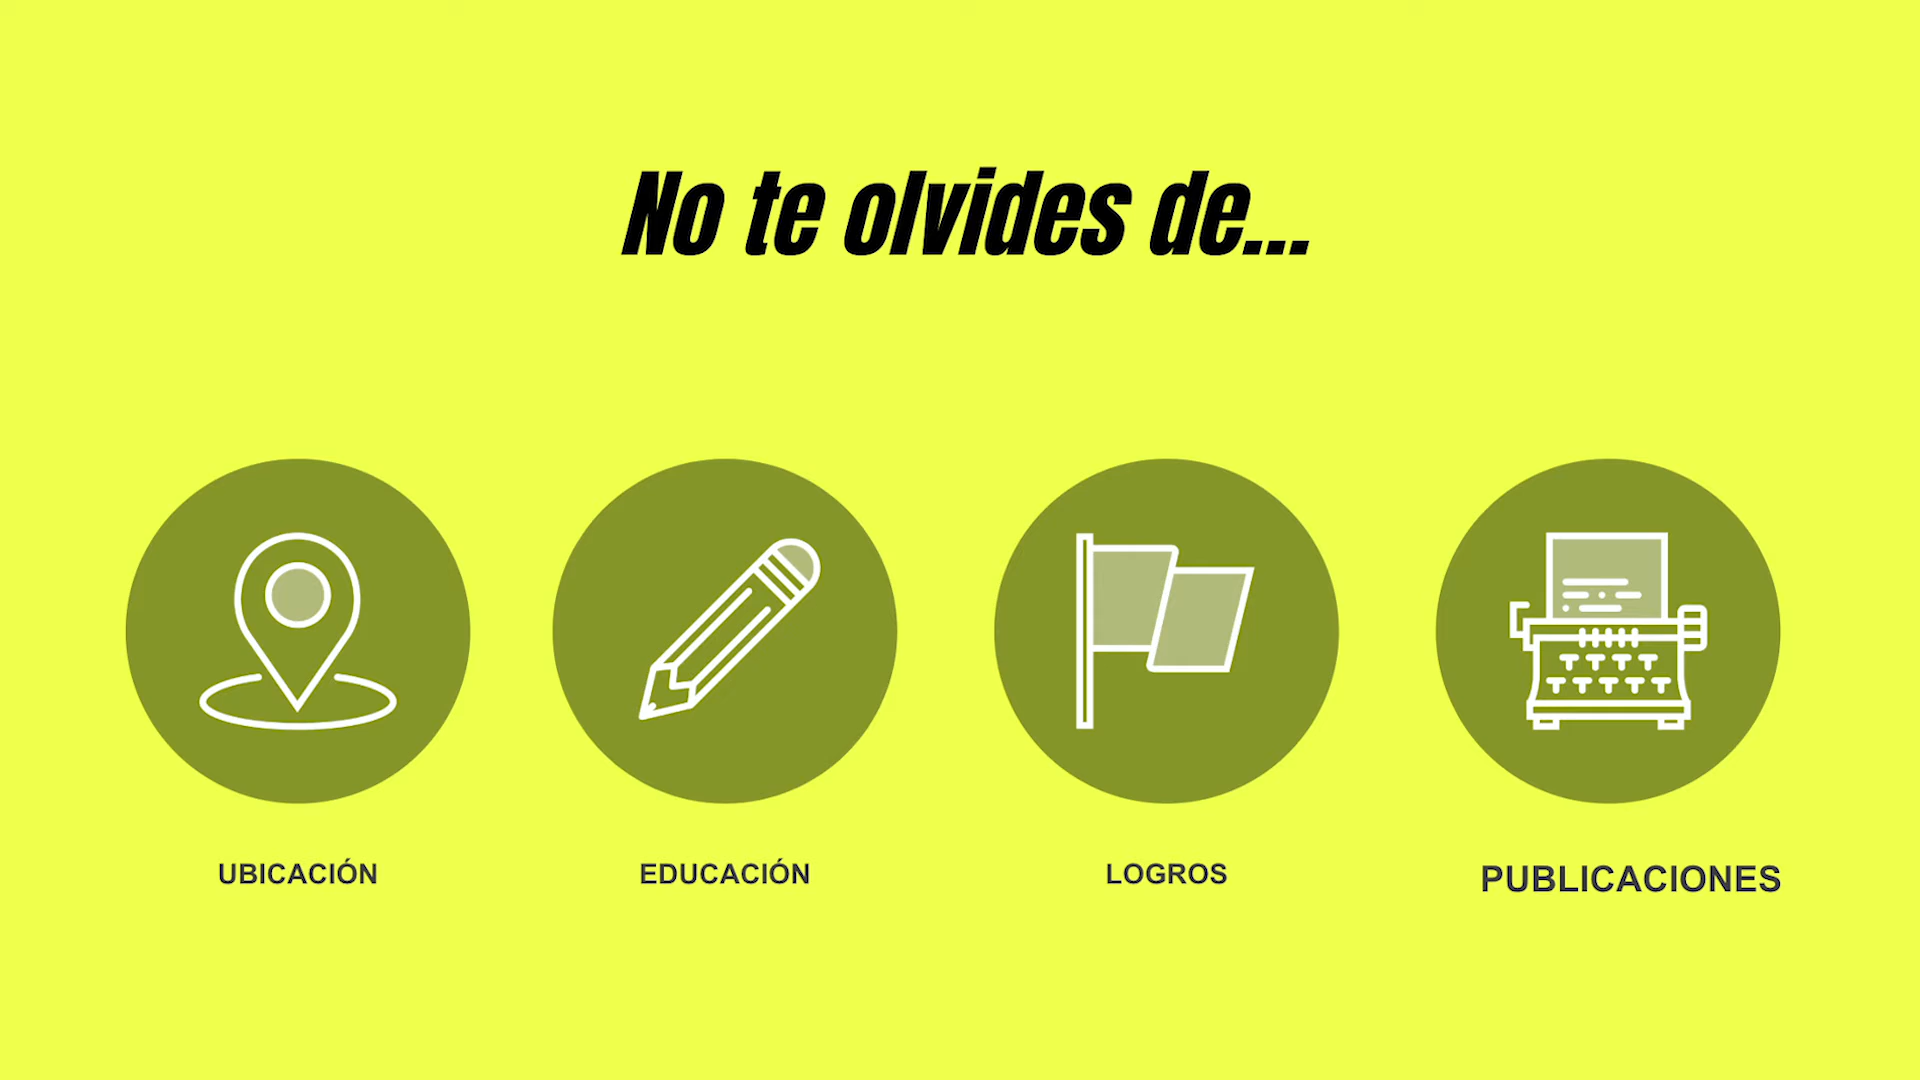 No te olvides de...
UBICACIÓN
EDUCACIÓN
LOGROS
PUBLICACIONES